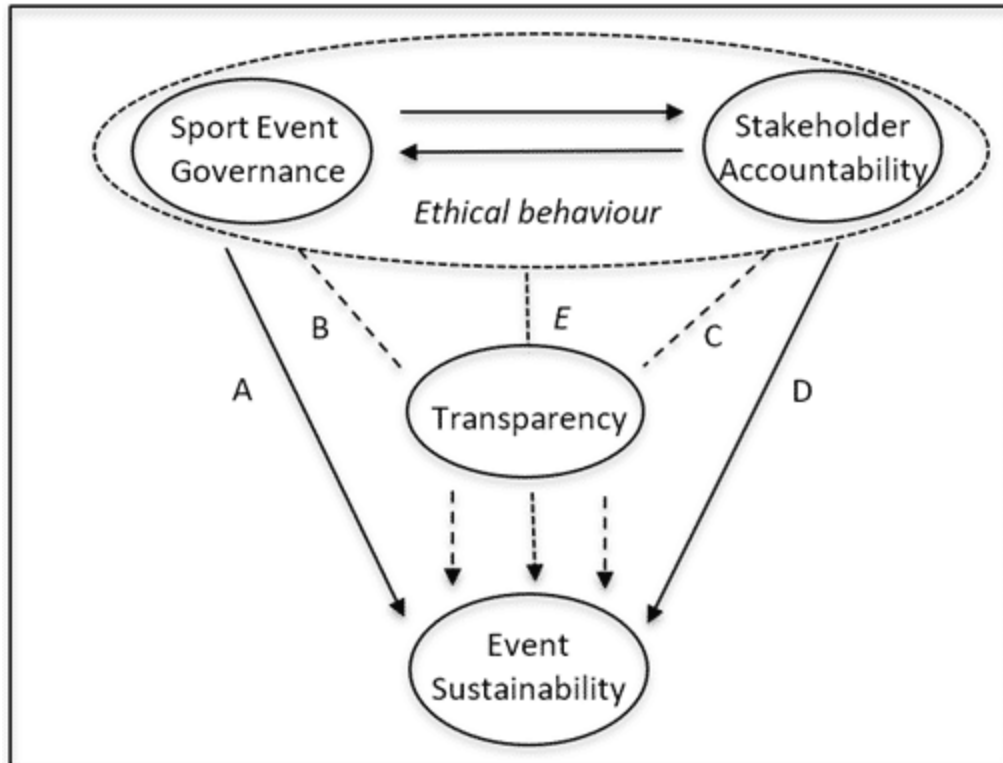 Sport Event
Governance
Stakeholder
Accountability
Ethical behaviour
B
E
C
A
D
Transparency
Event
Sustainability